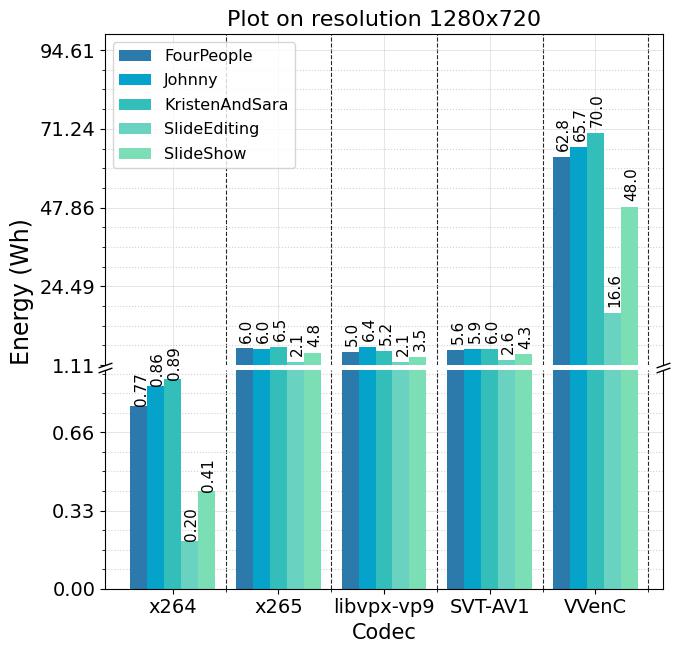 Plot on resolution 1280x720
FourPeople
Johnny
KristenAndSara
SlideEditing
SlideShow
Energy (Wh)
94.61
71.24
47.86
24.49
1.11
0.66
0.33
0.00
0.77
0.86
0.89
0.20
0.41
6.0
6.0
6.5
2.1
4.8
5.0
6.4
5.2
2.1
3.5
5.6
5.9
6.0
2.6
4.3
62.8
65.7
70.0
16.6
48.0
x264
x265
libvpx-vp9
SVT-AV1
VVenC
Codec